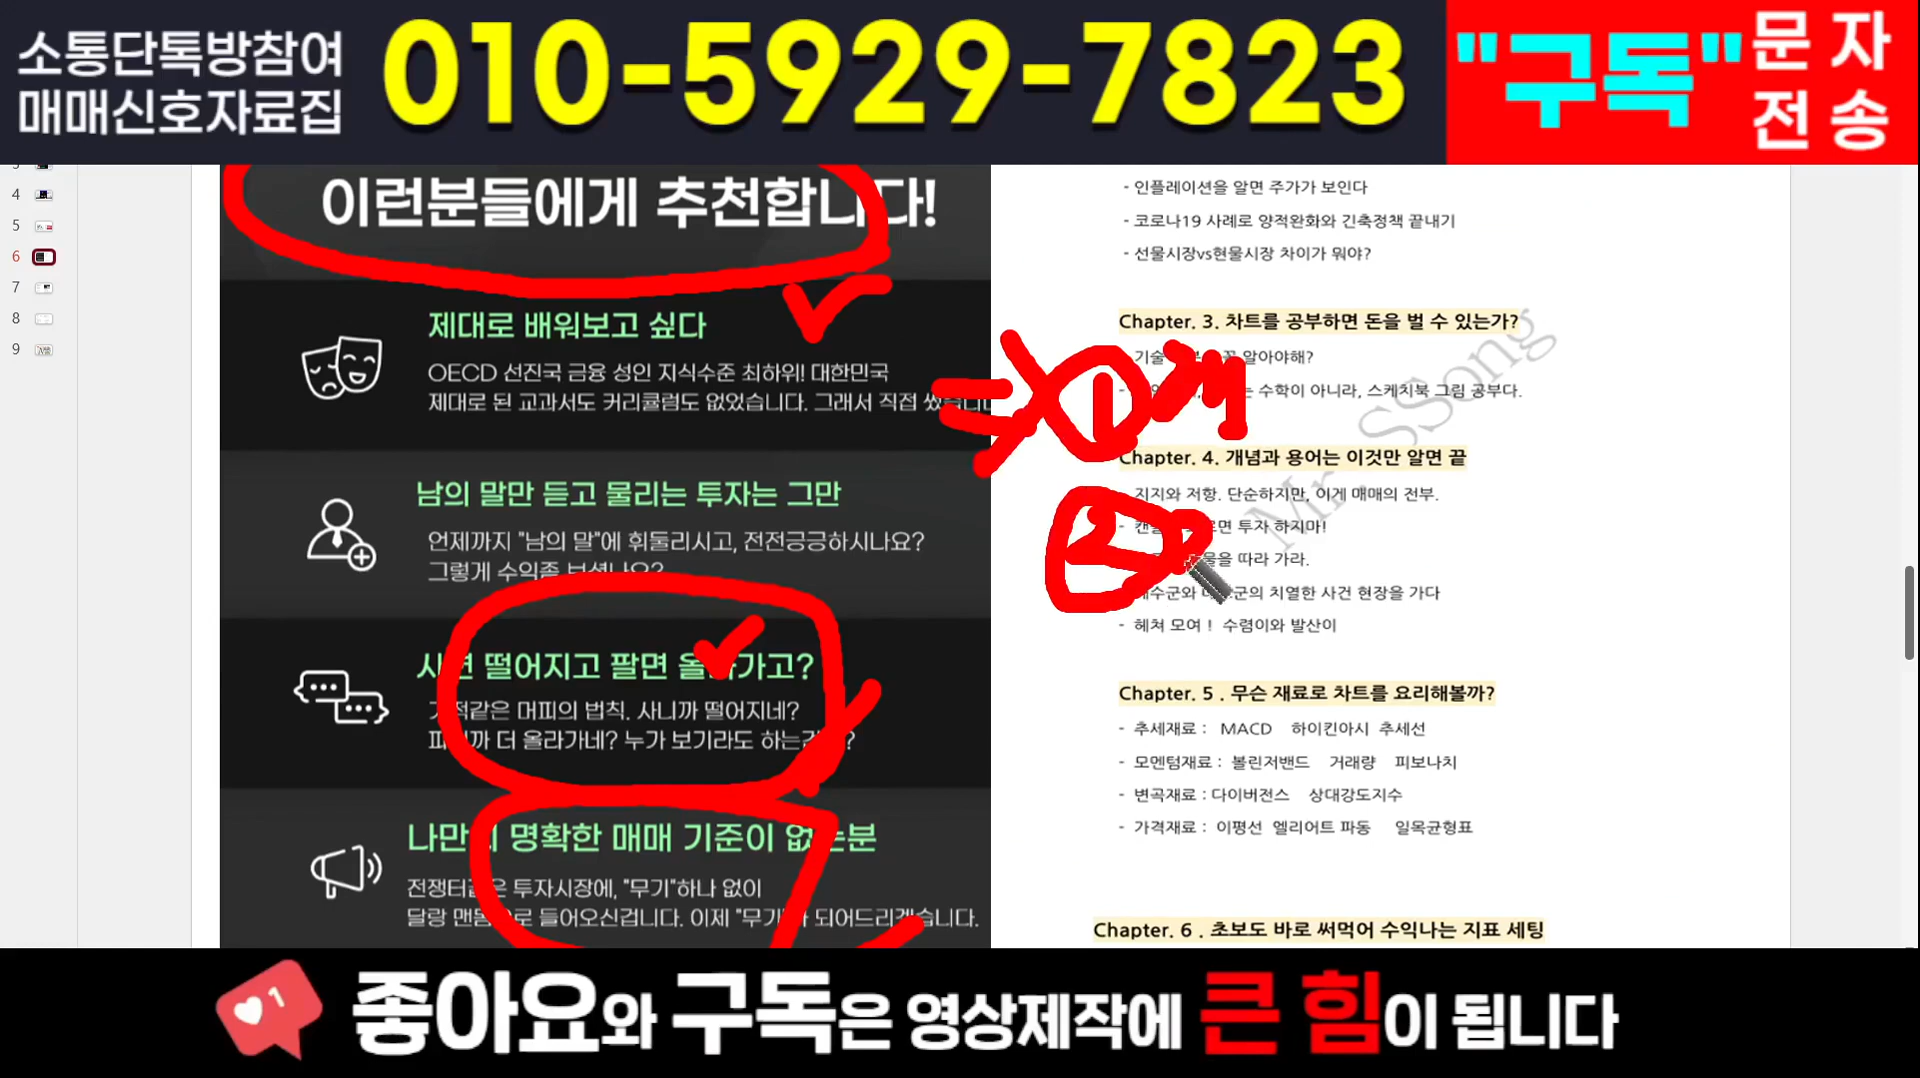 소통단톡방참여
매매신호자료집
010-5929-7823
"구독"
문자
전송
4
5
6
7
8
9
이런분들에게 추천합니다!
제대로 배워보고 싶다
OECD 선진국 금융 성인 지식수준 최하위! 대한민국
제대로 된 교과서도 커리큘럼도 없었습니다. 그래서 직접
남의 말만 듣고 물리는 투자는 그만
언제까지 "남의 말"에 휘둘리시고, 전전긍긍하시나요?
그렇게 수익좀 보셨나요?
떨어지고 팔면
머피의 법칙. 사니까 떨어지네?
더 올라가네? 누가 보기라도
명확한 매매 기준이
투자시장에, "무기"하나 없이
달랑 들어오신겁니다. 이제 "무기" 되어드리겠습니다.
- 인플레이션을 알면 주가가 보인다
- 코로나19 사례로 양적완화와 긴축정책 끝내기
- 선물시장vs현물시장 차이가 뭐야?
Chapter. 3. 차트를 공부하면 돈을 벌 수 있는가?
알아야해?
수학이 아니라, 스케치북 그림 공부다.
① 개
Chapter. 4. 개념과 용어는 이것만 알면 끝
- 지지와 저항. 단순하지만, 이게 매매의 전부.
투자 하지마!
②
따라 가라.
치열한 사건 현장을 가다
- 헤쳐 모여 ! 수렴이와 발산이
Chapter. 5 . 무슨 재료로 차트를 요리해볼까?
- 추세재료 : MACD 하이킨아시 추세선
- 모멘텀재료 : 볼린저밴드 거래량 피보나치
- 변곡재료 : 다이버전스 상대강도지수
- 가격재료 : 이평선 엘리어트 파동 일목균형표
Chapter. 6 . 초보도 바로 써먹어 수익나는 지표 세팅
Mr. SSong
1
좋아요와 구독은 영상제작에 큰 힘이 됩니다